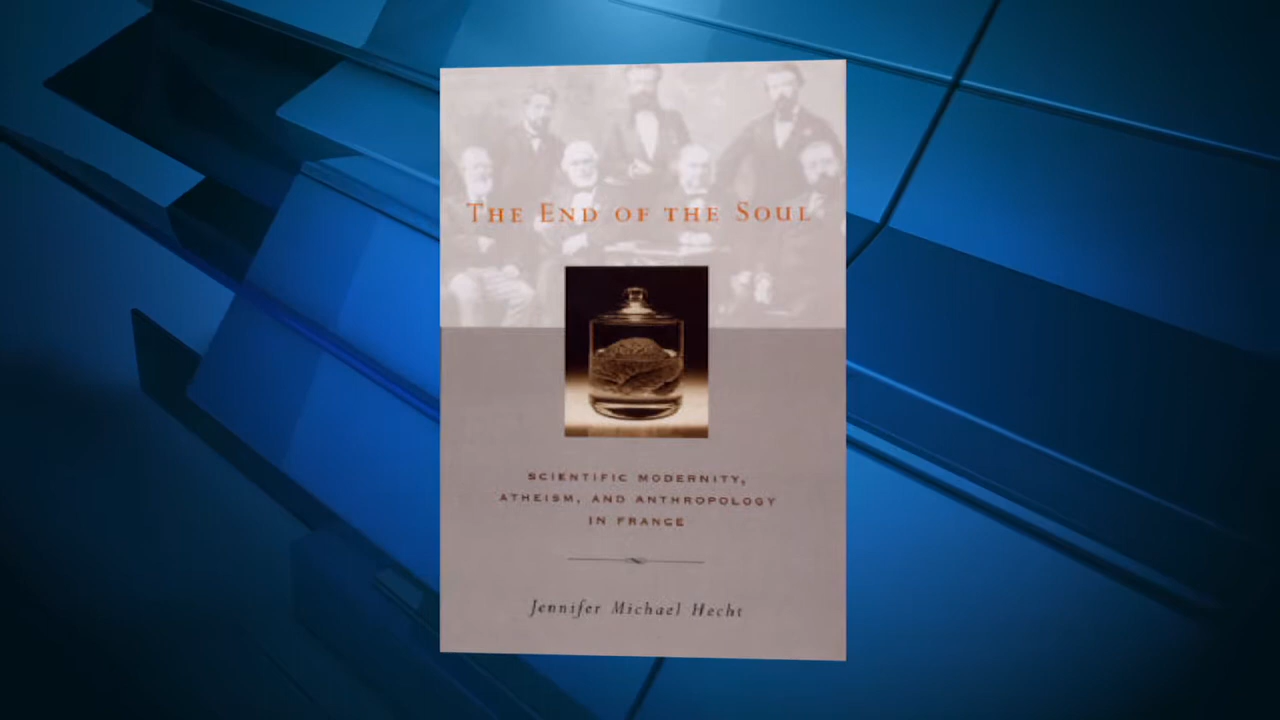 THE END OF THE SOUL
SCIENTIFIC MODERNITY,
ATHEISM, AND ANTHROPOLOGY
IN FRANCE
Jennifer Michael Hecht